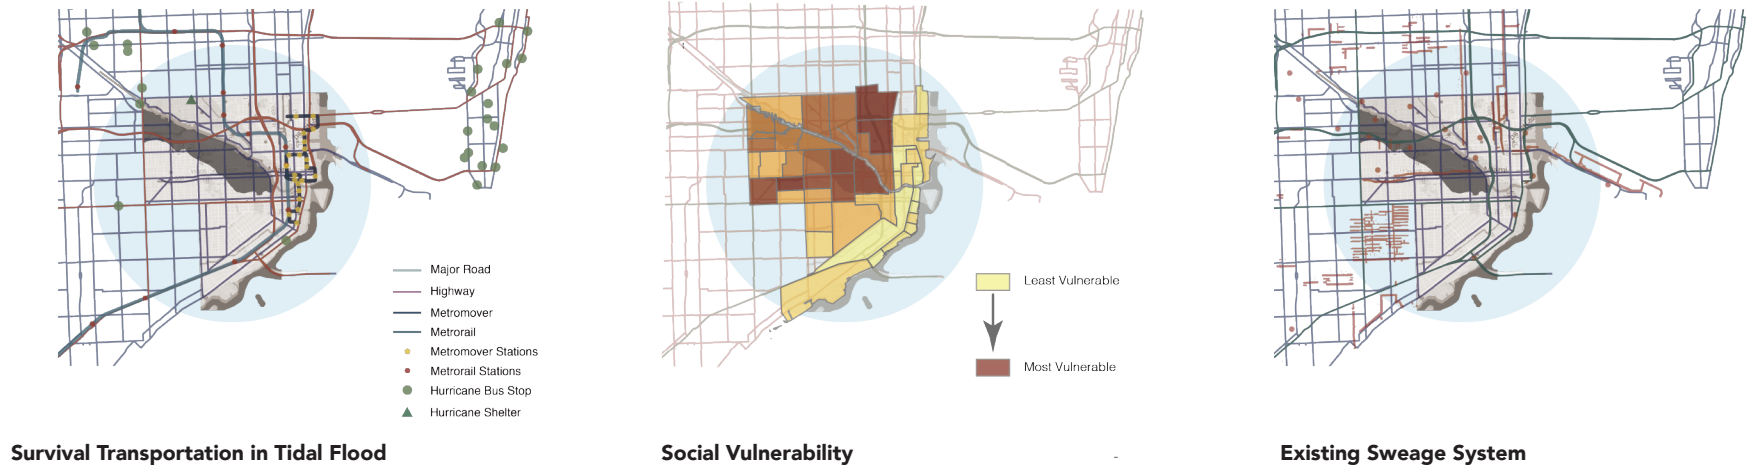 Major Road
Highway
Metromover
Metrorail
Metromover Stations
Metrorail Stations
Hurricane Bus Stop
Hurricane Shelter
Survival Transportation in Tidal Flood
Least Vulnerable
Most Vulnerable
Social Vulnerability
-
Existing Sweage System